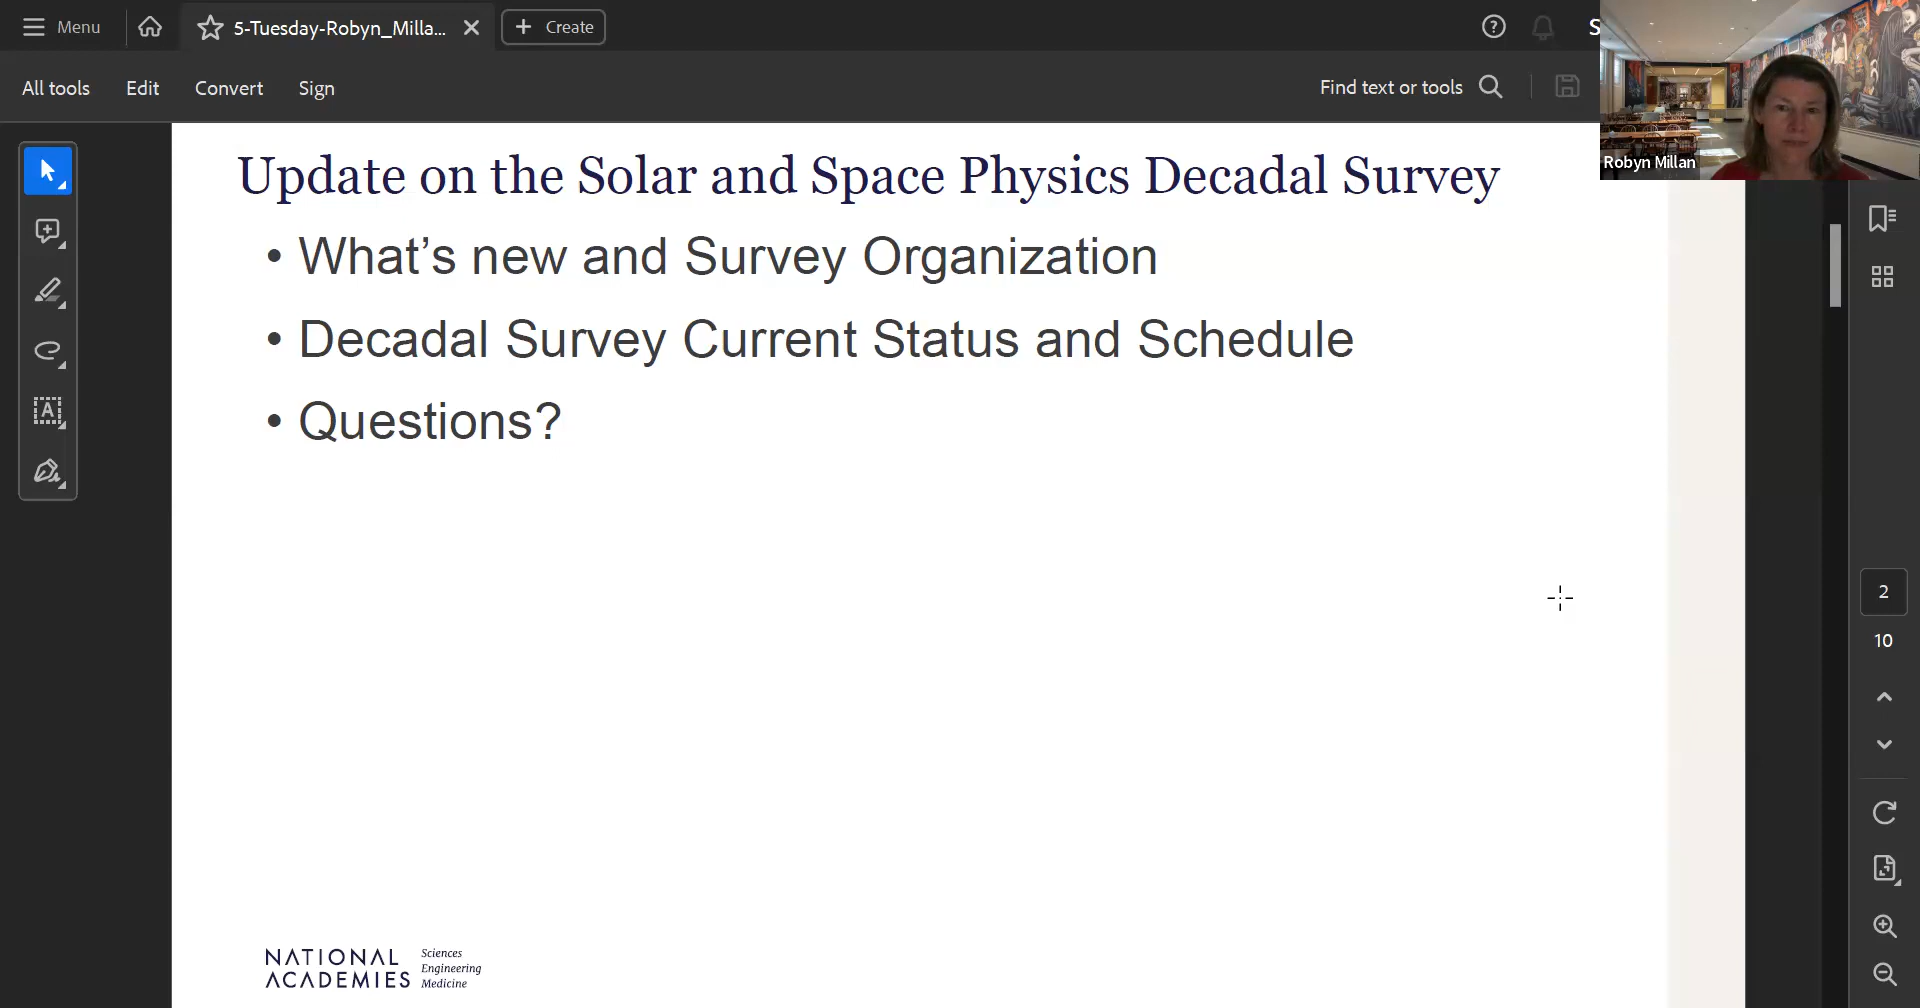 Menu
5-Tuesday-Robyn_Milla...
Create
All tools
Edit
Convert
Sign
Find text or tools
S
Robyn Millan
Update on the Solar and Space Physics Decadal Survey
• What’s new and Survey Organization
• Decadal Survey Current Status and Schedule
• Questions?
2
10
NATIONAL ACADEMIES
Sciences
Engineering
Medicine